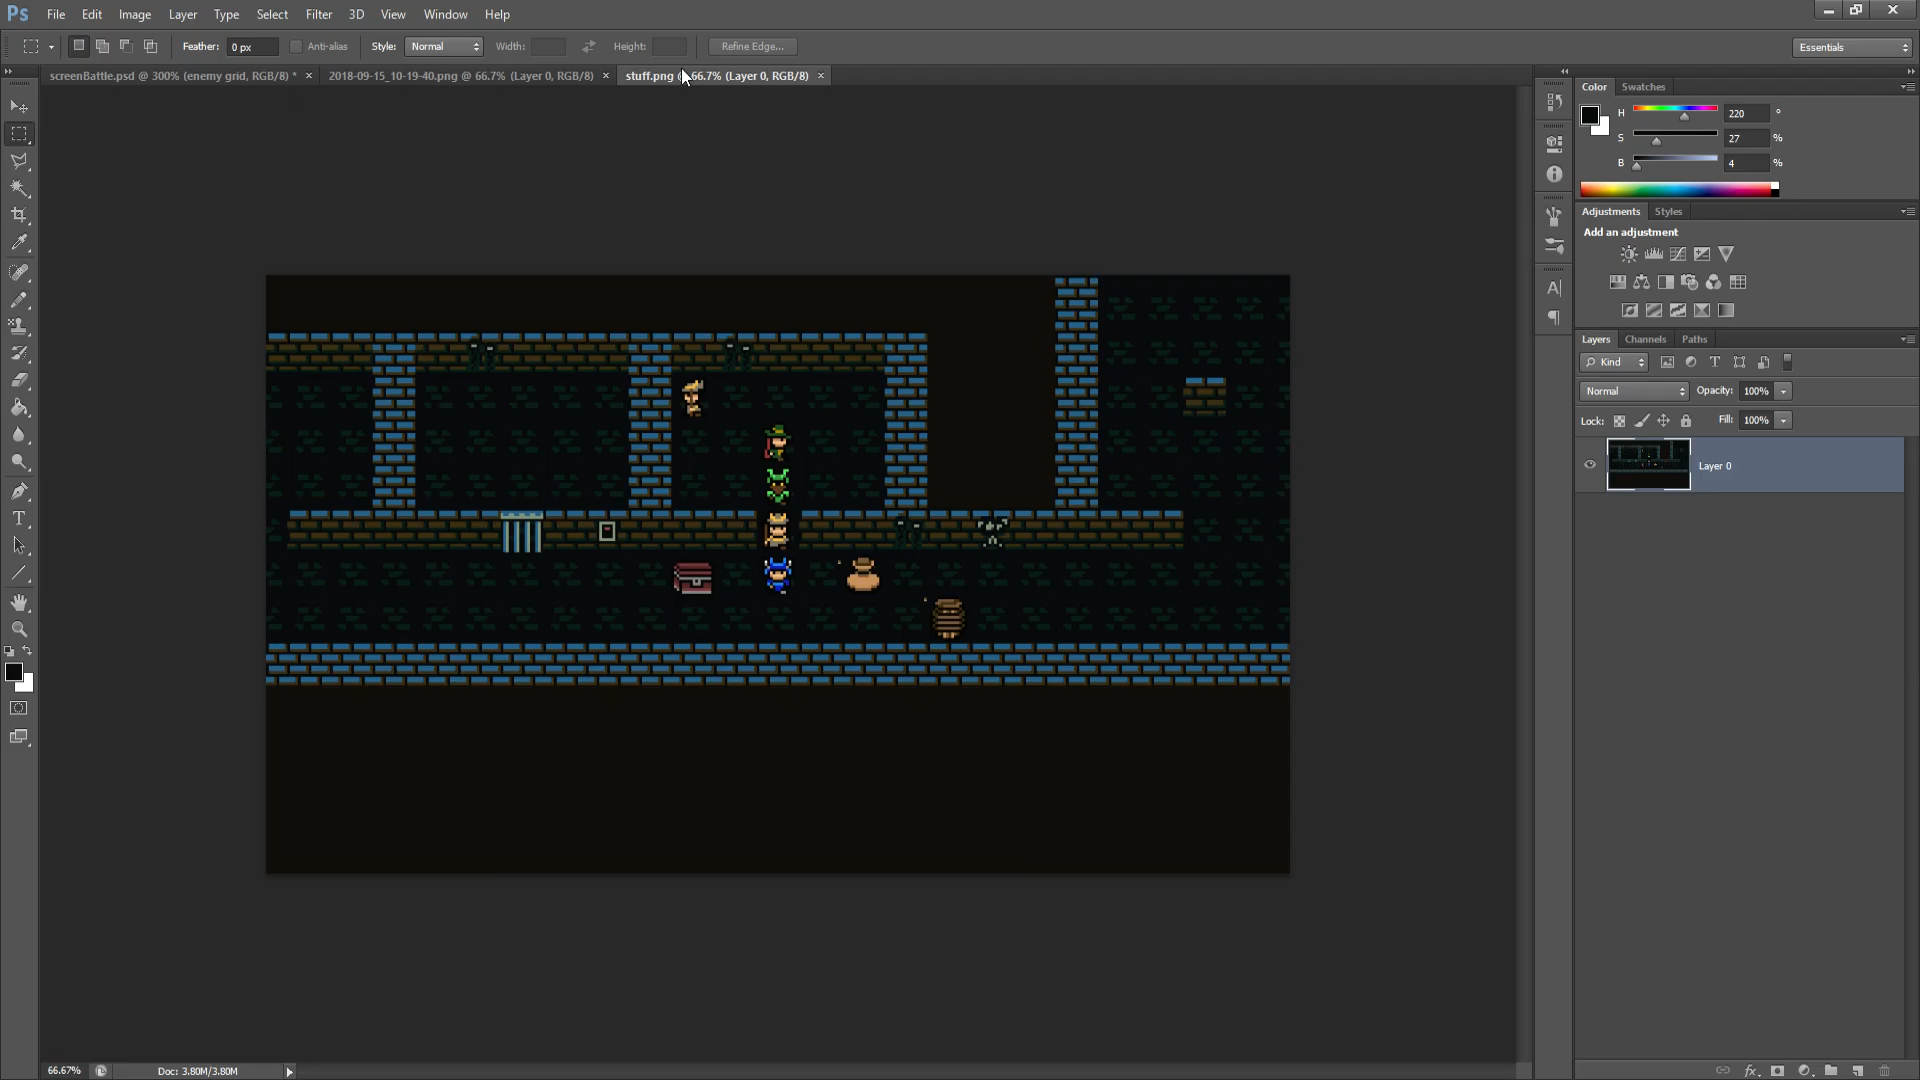 Ps File Edit Image Layer Type Select Filter 3D View Window Help
Feather: 0 px Anti-alias Style: Normal Width: Height: Refine Edge... Essentials
screenBattle.psd @ 300% (enemy grid, RGB/8) * × 2018-09-15_10-19-40.png @ 66.7% (Layer 0, RGB/8) × stuff.png @ 66.7% (Layer 0, RGB/8) ×
Color Swatches
H 220 °
S 27 %
B 4 %
Adjustments Styles
Add an adjustment
Layers Channels Paths
Kind
Normal Opacity: 100%
Lock: Fill: 100%
Layer 0
66.67% Doc: 3.80M/3.80M